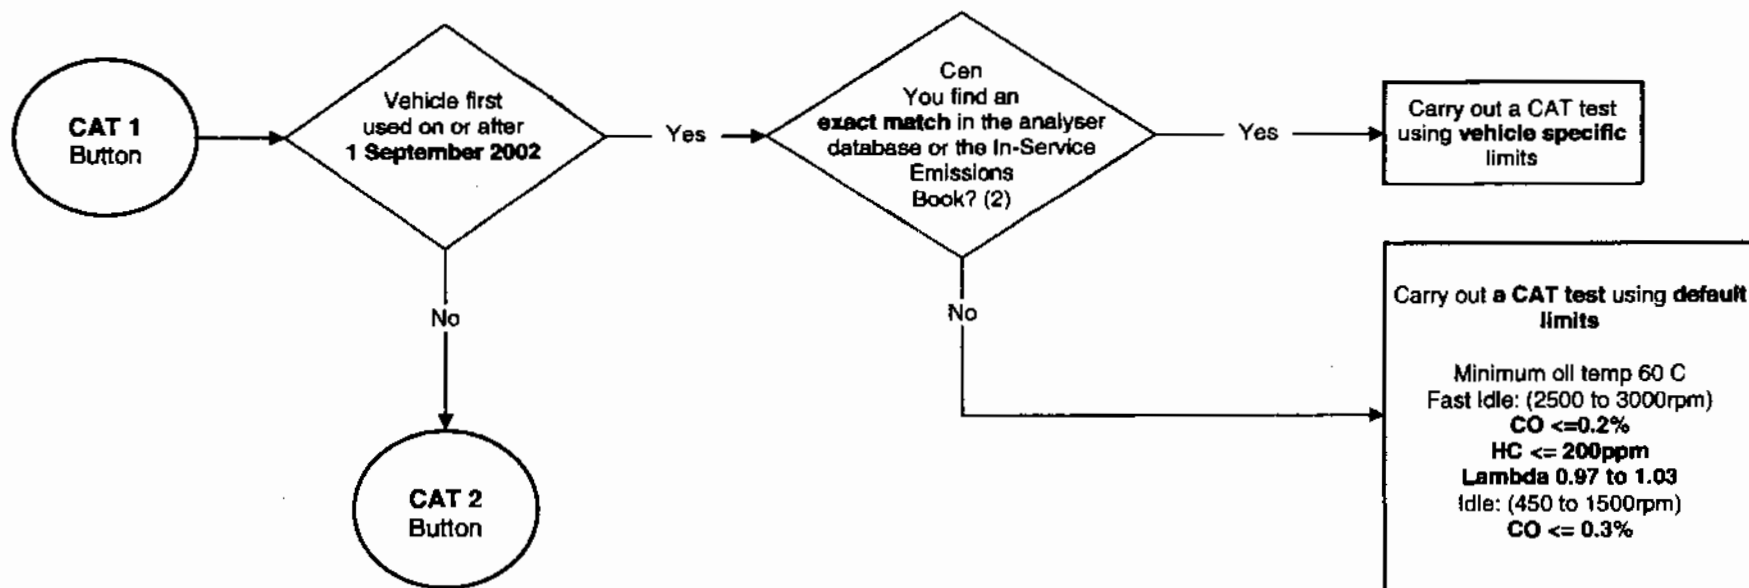 CAT 1
Button
Vehicle first
used on or after
1 September 2002
Yes
Can
You find an
exact match in the analyser
database or the In-Service
Emissions
Book? (2)
Yes
Carry out a CAT test
using vehicle specific
limits
No
CAT 2
Button
No
Carry out a CAT test using default
limits
Minimum oil temp 60 C
Fast Idle: (2500 to 3000rpm)
CO <=0.2%
HC <= 200ppm
Lambda 0.97 to 1.03
Idle: (450 to 1500rpm)
CO <= 0.3%